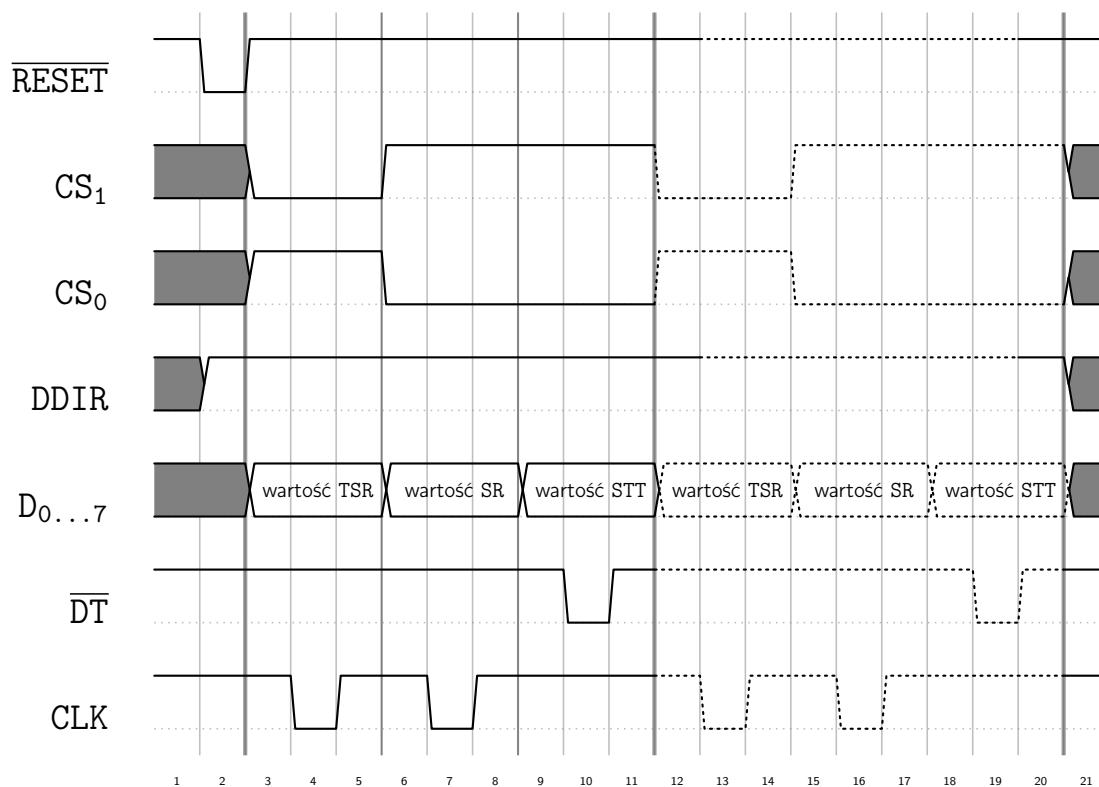 RESET
CS1
CS0
DDIR
D0...7 wartość TSR wartość SR wartość STT wartość TSR wartość SR wartość STT
DT
CLK
1 2 3 4 5 6 7 8 9 10 11 12 13 14 15 16 17 18 19 20 21